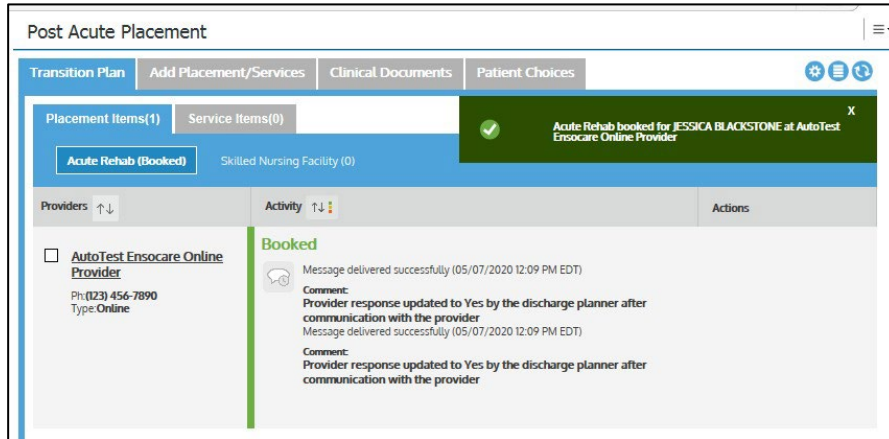 Post Acute Placement
Transition Plan Add Placement/Services Clinical Documents Patient Choices
Placement Items(1) Service Items(0)
X
Acute Rehab booked for JESSICA BLACKSTONE at AutoTest
Ensocare Online Provider
Acute Rehab (Booked) Skilled Nursing Facility (0)
Providers Activity Actions
AutoTest Ensocare Online
Provider
Ph:(123) 456-7890
Type:Online
Booked
Message delivered successfully (05/07/2020 12:09 PM EDT)
Comment:
Provider response updated to Yes by the discharge planner after
communication with the provider
Message delivered successfully (05/07/2020 12:09 PM EDT)
Comment:
Provider response updated to Yes by the discharge planner after
communication with the provider